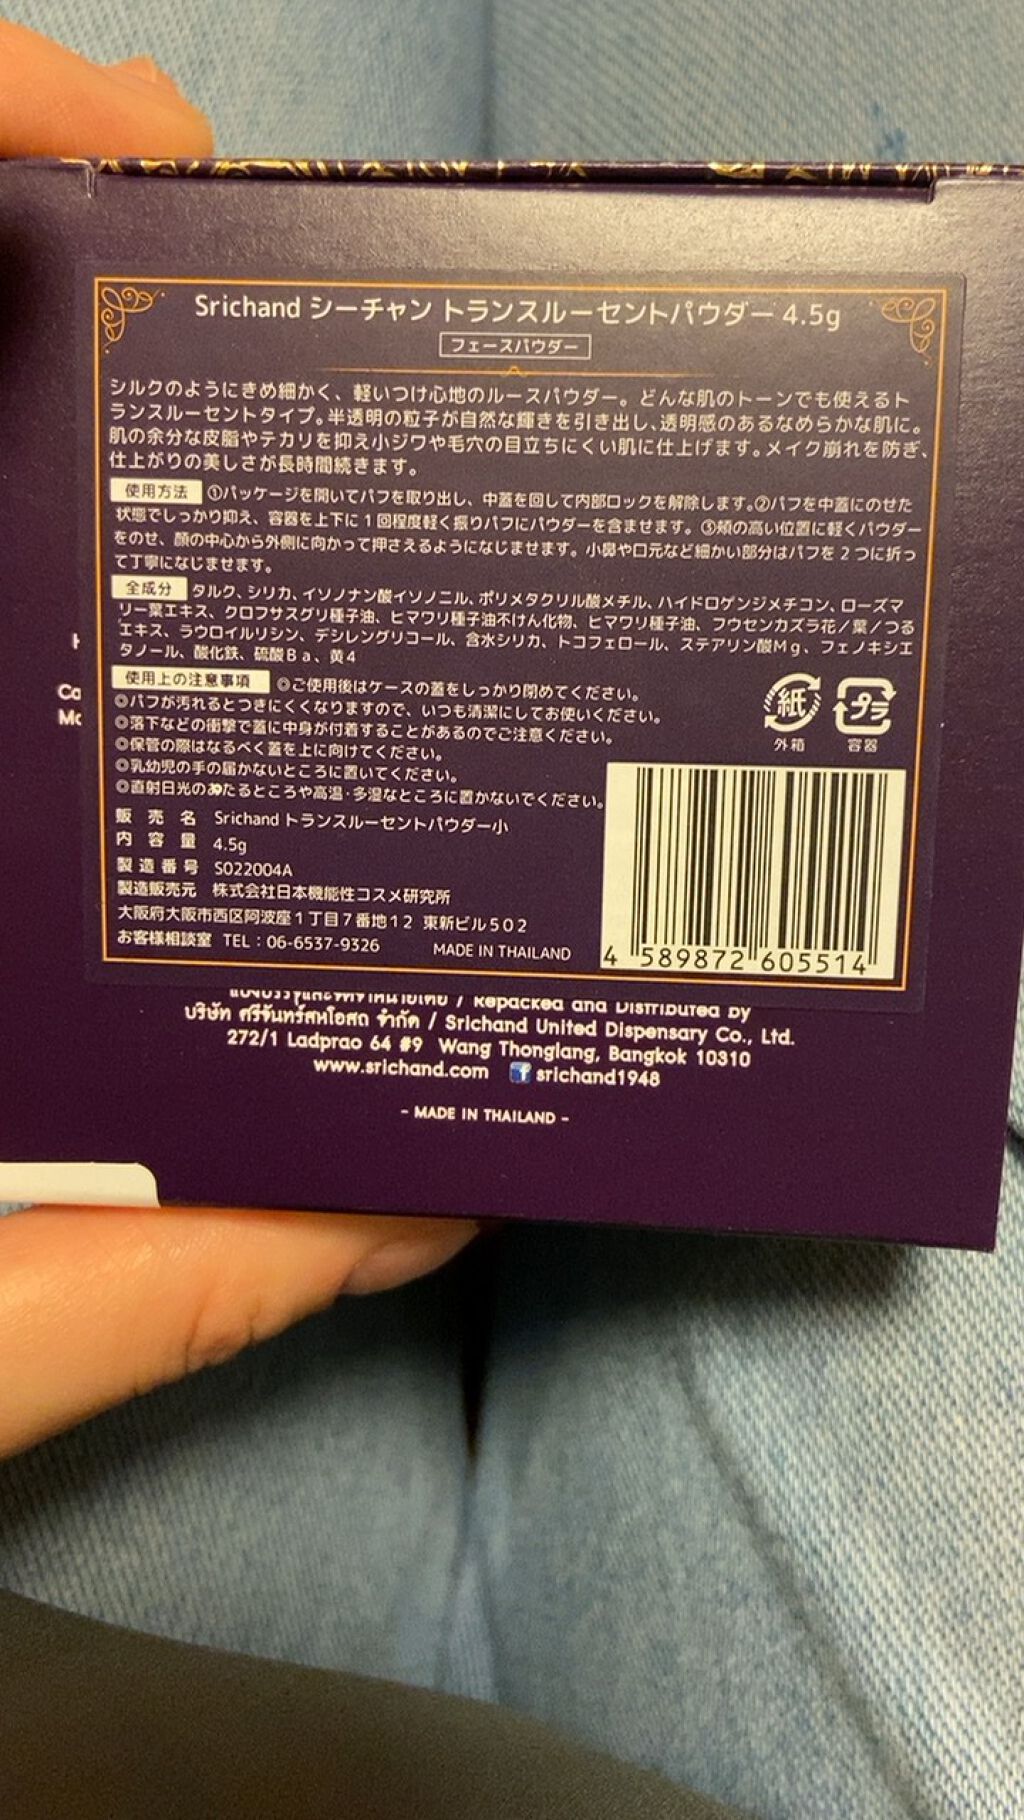 Srichand シーチャン トランスルーセントパウダー 4.5g
フェースパウダー
シルクのようにきめ細かく、軽いつけ心地のルースパウダー。どんな肌のトーンでも使えるト
ランスルーセントタイプ。半透明の粒子が自然な輝きを引き出し、透明感のあるなめらかな肌に。
肌の余分な皮脂やテカリを抑え小ジワや毛穴の目立ちにくい肌に仕上げます。メイク崩れを防ぎ、
仕上がりの美しさが長時間続きます。
使用方法 ①パッケージを開いてパフを取り出し、中蓋を回して内部ロックを解除します。②パフを中蓋にのせた
状態でしっかり抑え、容器を上下に1回程度軽く振りパフにパウダーを含ませます。③頬の高い位置に軽くパウダー
をのせ、顔の中心から外側に向かって押さえるようになじませます。小鼻や口元など細かい部分はパフを2つに折っ
て丁寧になじませます。
全成分 タルク、シリカ、イソノナン酸イソノニル、ポリメタクリル酸メチル、ハイドロゲンジメチコン、ローズマ
リー葉エキス、クロフサスグリ種子油、ヒマワリ種子油不けん化物、ヒマワリ種子油、フウセンカズラ花/葉/つる
エキス、ラウロイルリシン、デシレングリコール、含水シリカ、トコフェロール、ステアリン酸Mg、フェノキシエ
タノール、酸化鉄、硫酸Ba、黄4
使用上の注意事項 ◎ご使用後はケースの蓋をしっかり閉めてください。
◎パフが汚れるとつきにくくなりますので、いつも清潔にしてお使いください。
◎落下などの衝撃で蓋に中身が付着することがあるのでご注意ください。
◎保管の際はなるべく蓋を上に向けてください。
◎乳幼児の手の届かないところに置いてください。
◎直射日光のあたるところや高温・多湿なところに置かないでください。
紙 プラ
外箱 容器
販売名 Srichand トランスルーセントパウダー小
内容量 4.5g
製造番号 S022004A
製造販売元 株式会社日本機能性コスメ研究所
大阪府大阪市西区阿波座1丁目7番地12 東新ビル502
お客様相談室 TEL：06-6537-9326 MADE IN THAILAND
4 589872 605514
Repacked and Distributed by
บริษัท ศรีจันทร์สหโอสถ จำกัด / Srichand United Dispensary Co., Ltd.
272/1 Ladprao 64 #9 Wang Thonglang, Bangkok 10310
www.srichand.com f srichand1948
- MADE IN THAILAND -